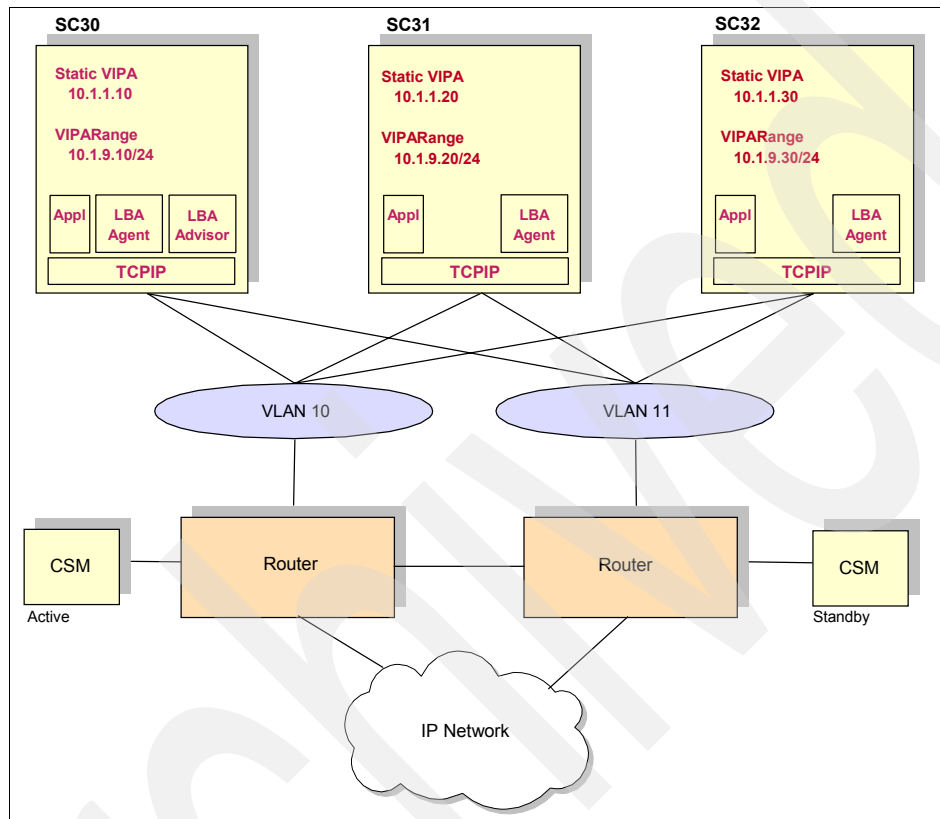 SC30
SC31
SC32
Static VIPA
10.1.1.10
VIPARange
10.1.9.10/24
Appl
LBA
Agent
LBA
Advisor
TCPIP
Static VIPA
10.1.1.20
VIPARange
10.1.9.20/24
Appl
LBA
Agent
TCPIP
Static VIPA
10.1.1.30
VIPARange
10.1.9.30/24
Appl
LBA
Agent
TCPIP
VLAN 10
VLAN 11
CSM
Active
Router
Router
CSM
Standby
IP Network